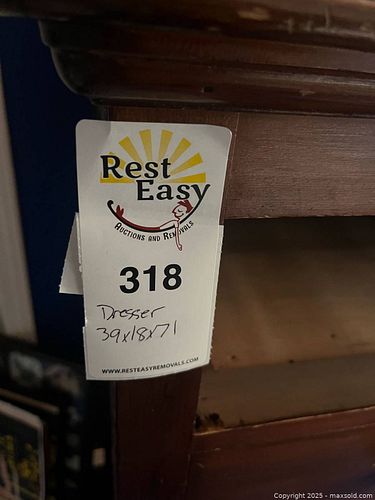 Rest
Easy
AUCTIONS AND REMOVALS
318
Dresser
39x18x71
WWW.RESTEASYREMOVALS.COM
Copyright 2025 - maxsold.com